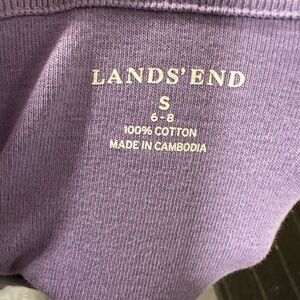 LANDS' END
S
6-8
100% COTTON
MADE IN CAMBODIA